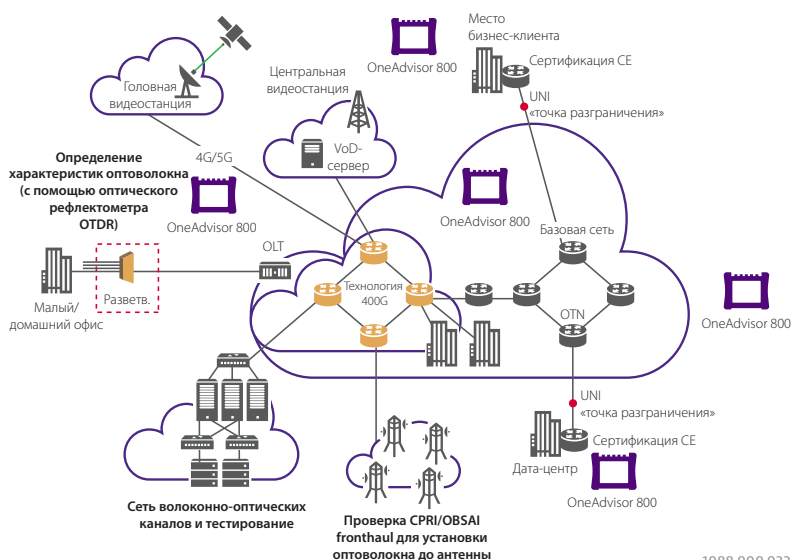 Место
бизнес-клиента
OneAdvisor 800
Сертификация CE
UNI
«точка разграничения»
Головная
видеостанция
Центральная
видеостанция
VoD-
сервер
4G/5G
Определение
характеристик оптоволокна
(с помощью оптического
рефлектометра
OTDR)
OneAdvisor 800
OneAdvisor 800
Базовая сеть
OLT
Технология
400G
Малый/
домашний офис
Разветв.
OTN
OneAdvisor 800
UNI
«точка разграничения»
Сертификация CE
Дата-центр
OneAdvisor 800
Сеть волоконно-оптических
каналов и тестирование
Проверка CPRI/OBSAI
fronthaul для установки
оптоволокна до антенны